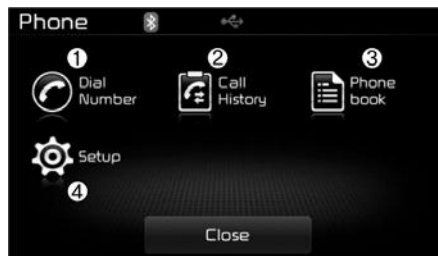 Phone
1 2 3
Dial Number
Call History
Phone book
Setup
4
Close